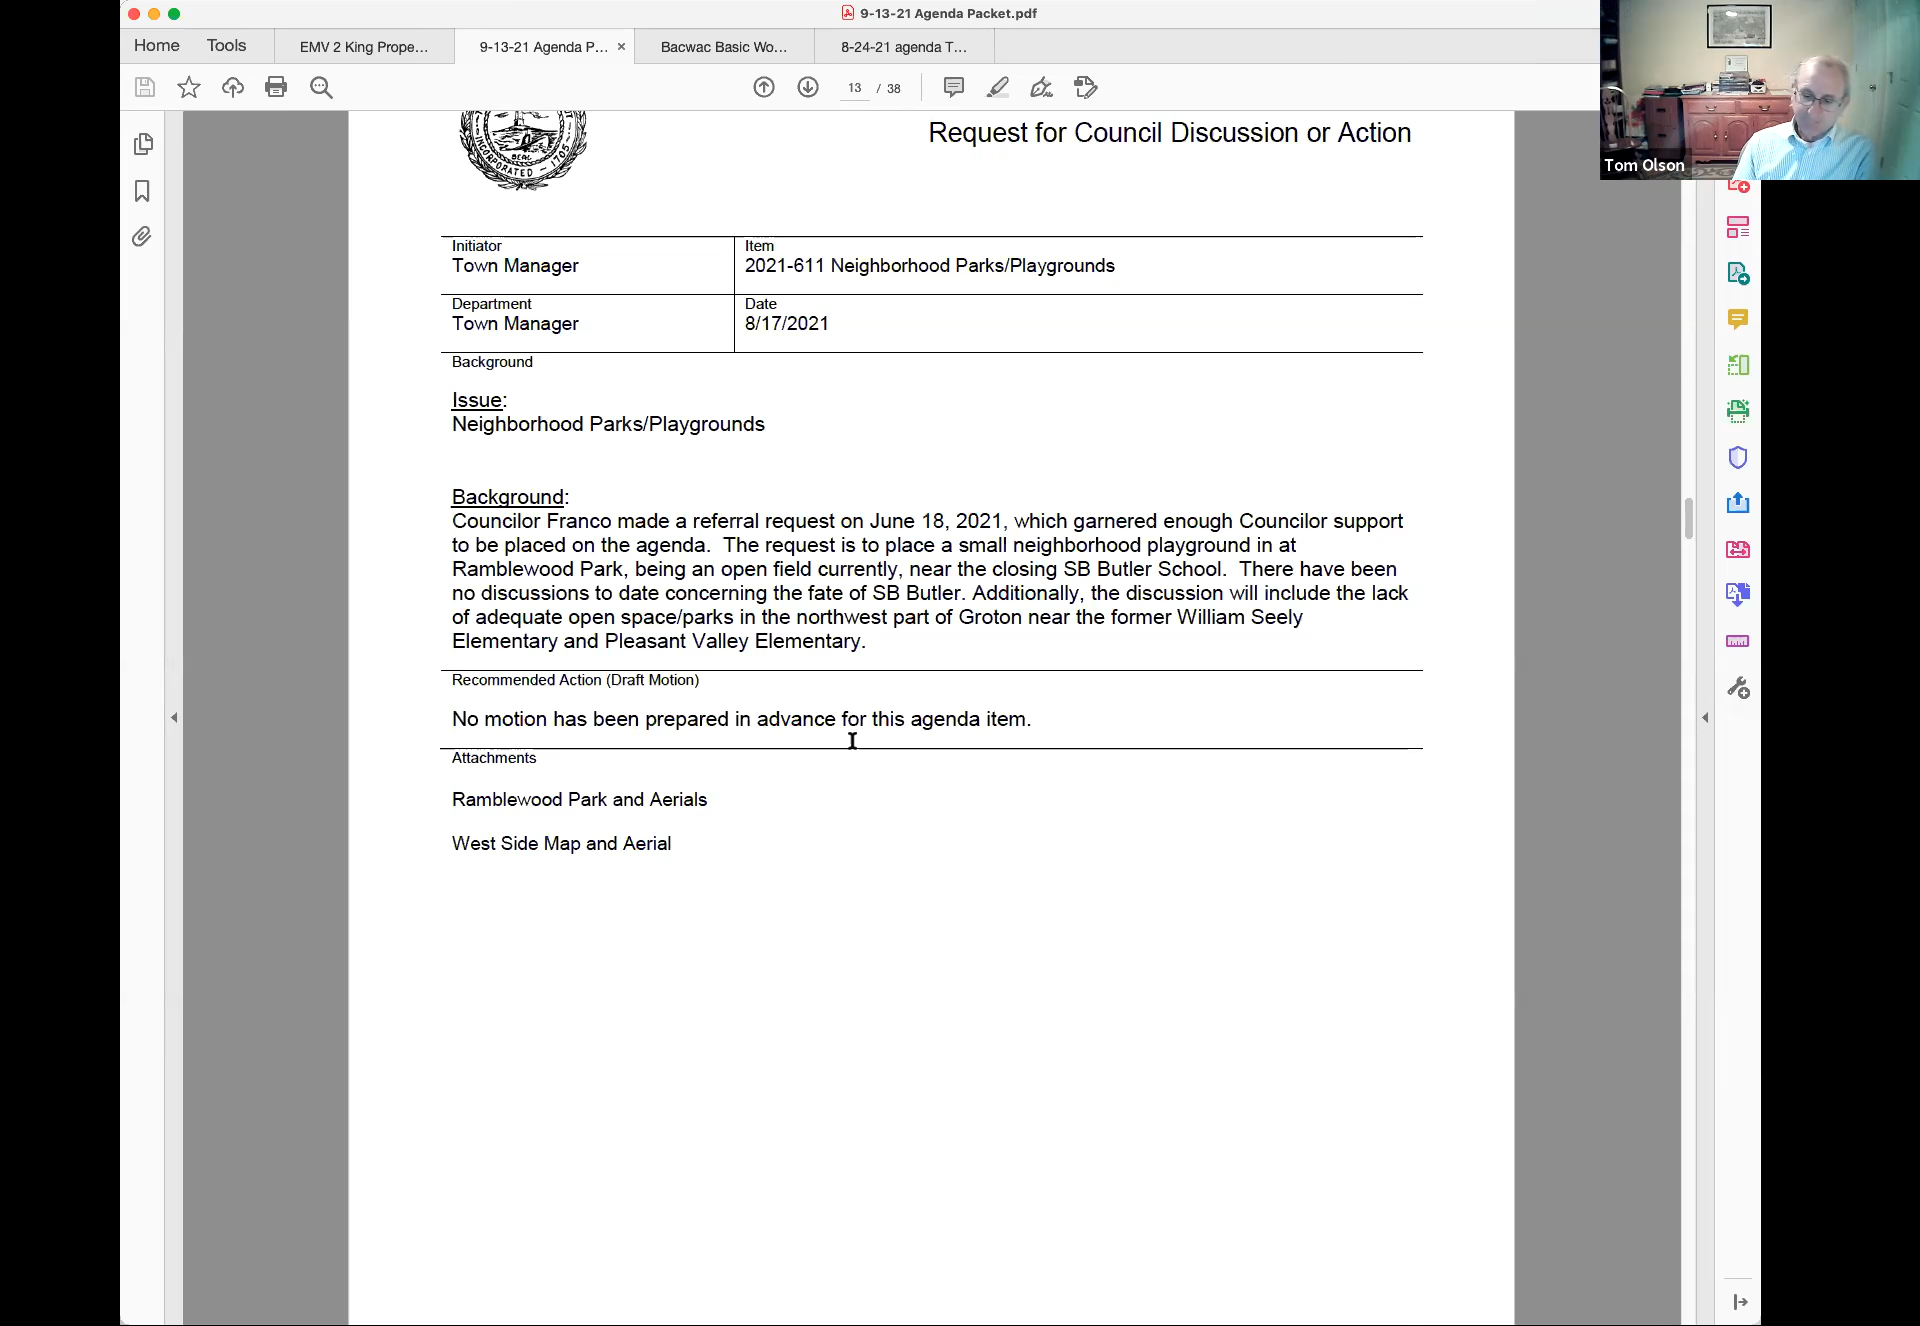 9-13-21 Agenda Packet.pdf
Home Tools EMV 2 King Prope... 9-13-21 Agenda P... × Bacwac Basic Wo... 8-24-21 agenda T...
13 / 38
Tom Olson
INCORPORATED 1705
SEAL
Request for Council Discussion or Action
Initiator
Town Manager
Item
2021-611 Neighborhood Parks/Playgrounds
Department
Town Manager
Date
8/17/2021
Background
Issue:
Neighborhood Parks/Playgrounds
Background:
Councilor Franco made a referral request on June 18, 2021, which garnered enough Councilor support
to be placed on the agenda. The request is to place a small neighborhood playground in at
Ramblewood Park, being an open field currently, near the closing SB Butler School. There have been
no discussions to date concerning the fate of SB Butler. Additionally, the discussion will include the lack
of adequate open space/parks in the northwest part of Groton near the former William Seely
Elementary and Pleasant Valley Elementary.
Recommended Action (Draft Motion)
No motion has been prepared in advance for this agenda item.
Attachments
Ramblewood Park and Aerials
West Side Map and Aerial